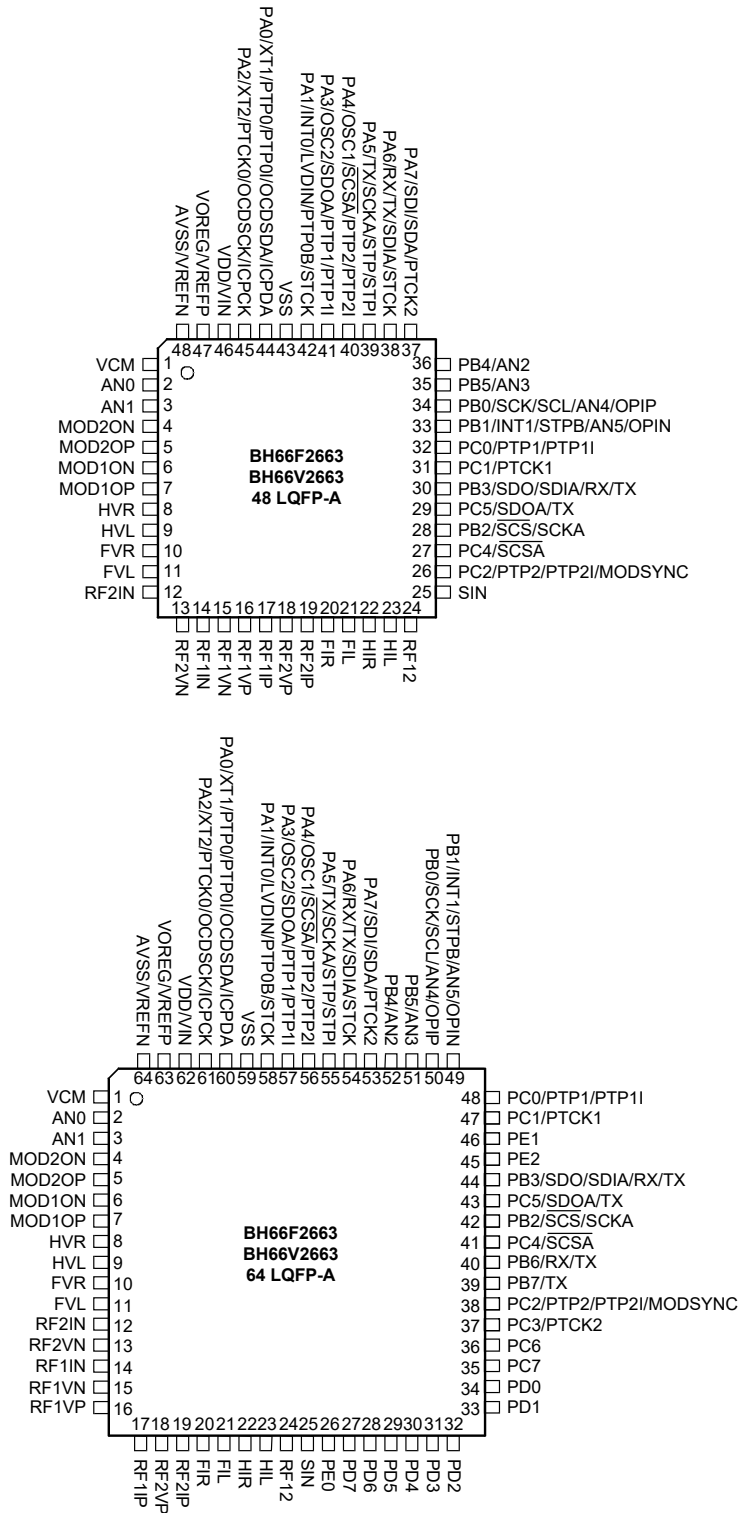 PA0/XT1/PTP0/PTP0I/OCDSDA/ICPDA
PA2/XT2/PTCK0/OCDSCK/ICPCK
PA1/INT0/LVDIN/PTP0B/STCK
PA3/OSC2/SDOA/PTP1/PTP1I
PA4/OSC1/SCSA/PTP2/PTP2I
PA5/TX/SCKA/STP/STPI
PA6/RX/TX/SDIA/STCK
PA7/SDI/SDA/PTCK2
AVSS/VREFN
VOREG/VREFP
VDD/VIN
VSS
48 47 46 45 44 43 42 41 40 39 38 37
VCM 1
AN0 2
AN1 3
MOD2ON 4
MOD2OP 5
MOD1ON 6
MOD1OP 7
HVR 8
HVL 9
FVR 10
FVL 11
RF2IN 12
BH66F2663
BH66V2663
48 LQFP-A
36 PB4/AN2
35 PB5/AN3
34 PB0/SCK/SCL/AN4/OPIP
33 PB1/INT1/STPB/AN5/OPIN
32 PC0/PTP1/PTP1I
31 PC1/PTCK1
30 PB3/SDO/SDIA/RX/TX
29 PC5/SDOA/TX
28 PB2/SCS/SCKA
27 PC4/SCSA
26 PC2/PTP2/PTP2I/MODSYNC
25 SIN
13 14 15 16 17 18 19 20 21 22 23 24
RF2VN
RF1IN
RF1VN
RF1VP
RF1IP
RF2VP
RF2IP
FIR
FIL
HIR
HIL
RF12
PA0/XT1/PTP0/PTP0I/OCDSDA/ICPDA
PA2/XT2/PTCK0/OCDSCK/ICPCK
PA1/INT0/LVDIN/PTP0B/STCK
PA3/OSC2/SDOA/PTP1/PTP1I
PA4/OSC1/SCSA/PTP2/PTP2I
PA5/TX/SCKA/STP/STPI
PA6/RX/TX/SDIA/STCK
PA7/SDI/SDA/PTCK2
PB4/AN2
PB5/AN3
PB0/SCK/SCL/AN4/OPIP
PB1/INT1/STPB/AN5/OPIN
AVSS/VREFN
VOREG/VREFP
VDD/VIN
VSS
64 63 62 61 60 59 58 57 56 55 54 53 52 51 50 49
VCM 1
AN0 2
AN1 3
MOD2ON 4
MOD2OP 5
MOD1ON 6
MOD1OP 7
HVR 8
HVL 9
FVR 10
FVL 11
RF2IN 12
RF2VN 13
RF1IN 14
RF1VN 15
RF1VP 16
BH66F2663
BH66V2663
64 LQFP-A
48 PC0/PTP1/PTP1I
47 PC1/PTCK1
46 PE1
45 PE2
44 PB3/SDO/SDIA/RX/TX
43 PC5/SDOA/TX
42 PB2/SCS/SCKA
41 PC4/SCSA
40 PB6/RX/TX
39 PB7/TX
38 PC2/PTP2/PTP2I/MODSYNC
37 PC3/PTCK2
36 PC6
35 PC7
34 PD0
33 PD1
17 18 19 20 21 22 23 24 25 26 27 28 29 30 31 32
RF1IP
RF2VP
RF2IP
FIR
FIL
HIR
HIL
RF12
SIN
PE0
PD7
PD6
PD5
PD4
PD3
PD2